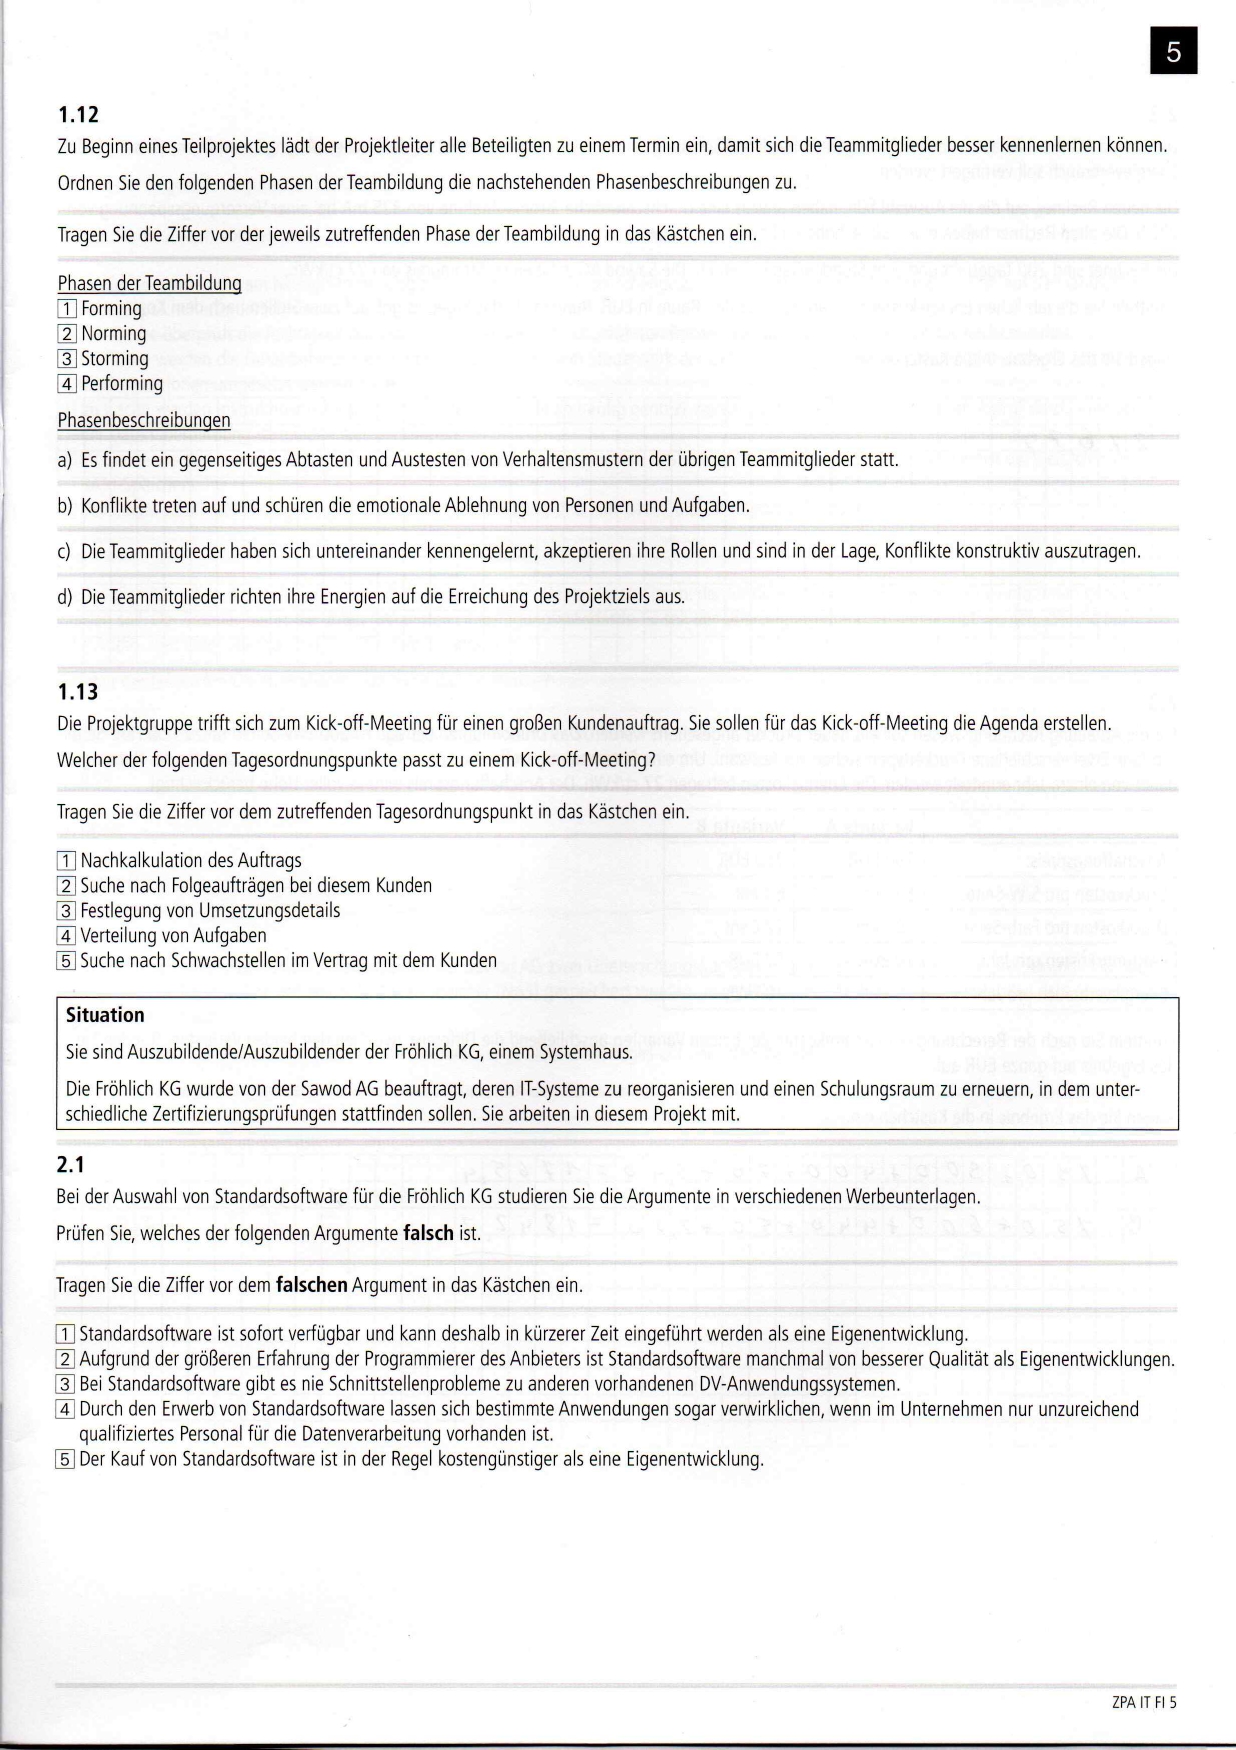 5
1.12
Zu Beginn eines Teilprojektes lädt der Projektleiter alle Beteiligten zu einem Termin ein, damit sich die Teammitglieder besser kennenlernen können.
Ordnen Sie den folgenden Phasen der Teambildung die nachstehenden Phasenbeschreibungen zu.
Tragen Sie die Ziffer vor der jeweils zutreffenden Phase der Teambildung in das Kästchen ein.
Phasen der Teambildung
1 Forming
2 Norming
3 Storming
4 Performing
Phasenbeschreibungen
a) Es findet ein gegenseitiges Abtasten und Austesten von Verhaltensmustern der übrigen Teammitglieder statt.
b) Konflikte treten auf und schüren die emotionale Ablehnung von Personen und Aufgaben.
c) Die Teammitglieder haben sich untereinander kennengelernt, akzeptieren ihre Rollen und sind in der Lage, Konflikte konstruktiv auszutragen.
d) Die Teammitglieder richten ihre Energien auf die Erreichung des Projektziels aus.
1.13
Die Projektgruppe trifft sich zum Kick-off-Meeting für einen großen Kundenauftrag. Sie sollen für das Kick-off-Meeting die Agenda erstellen.
Welcher der folgenden Tagesordnungspunkte passt zu einem Kick-off-Meeting?
Tragen Sie die Ziffer vor dem zutreffenden Tagesordnungspunkt in das Kästchen ein.
1 Nachkalkulation des Auftrags
2 Suche nach Folgeaufträgen bei diesem Kunden
3 Festlegung von Umsetzungsdetails
4 Verteilung von Aufgaben
5 Suche nach Schwachstellen im Vertrag mit dem Kunden
Situation
Sie sind Auszubildende/Auszubildender der Fröhlich KG, einem Systemhaus.
Die Fröhlich KG wurde von der Sawod AG beauftragt, deren IT-Systeme zu reorganisieren und einen Schulungsraum zu erneuern, in dem unter-
schiedliche Zertifizierungsprüfungen stattfinden sollen. Sie arbeiten in diesem Projekt mit.
2.1
Bei der Auswahl von Standardsoftware für die Fröhlich KG studieren Sie die Argumente in verschiedenen Werbeunterlagen.
Prüfen Sie, welches der folgenden Argumente falsch ist.
Tragen Sie die Ziffer vor dem falschen Argument in das Kästchen ein.
1 Standardsoftware ist sofort verfügbar und kann deshalb in kürzerer Zeit eingeführt werden als eine Eigenentwicklung.
2 Aufgrund der größeren Erfahrung der Programmierer des Anbieters ist Standardsoftware manchmal von besserer Qualität als Eigenentwicklungen.
3 Bei Standardsoftware gibt es nie Schnittstellenprobleme zu anderen vorhandenen DV-Anwendungssystemen.
4 Durch den Erwerb von Standardsoftware lassen sich bestimmte Anwendungen sogar verwirklichen, wenn im Unternehmen nur unzureichend
qualifiziertes Personal für die Datenverarbeitung vorhanden ist.
5 Der Kauf von Standardsoftware ist in der Regel kostengünstiger als eine Eigenentwicklung.
ZPA IT FI 5